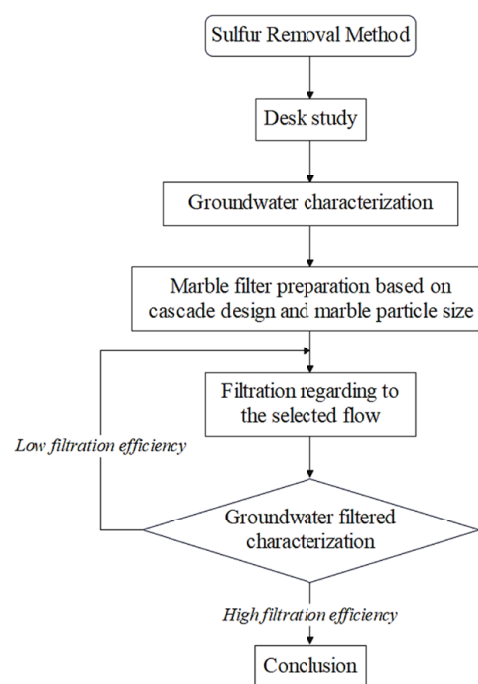 Sulfur Removal Method
Desk study
Groundwater characterization
Marble filter preparation based on
cascade design and marble particle size
Filtration regarding to
the selected flow
Low filtration efficiency
Groundwater filtered
characterization
High filtration efficiency
Conclusion